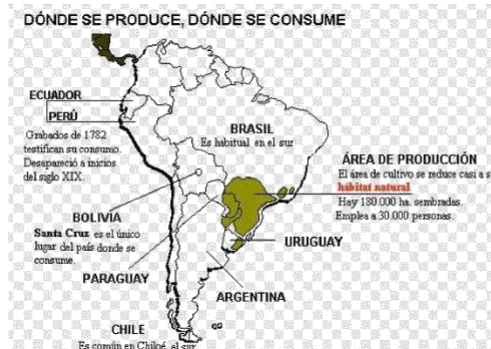 DÓNDE SE PRODUCE, DÓNDE SE CONSUME
ECUADOR
PERÚ
Grabados de 1782
testifican su consumo.
Desapareció a inicios
del siglo XIX.
BRASIL
Es habitual en el sur
ÁREA DE PRODUCCIÓN
El área de cultivo se reduce casi a s
hábitat natural
Hay 180.000 ha. sembradas.
Emplea a 30.000 personas.
BOLIVIA
Santa Cruz es el único
lugar del país donde se
consume.
URUGUAY
PARAGUAY
ARGENTINA
CHILE
Es común en Chiloé, al sur